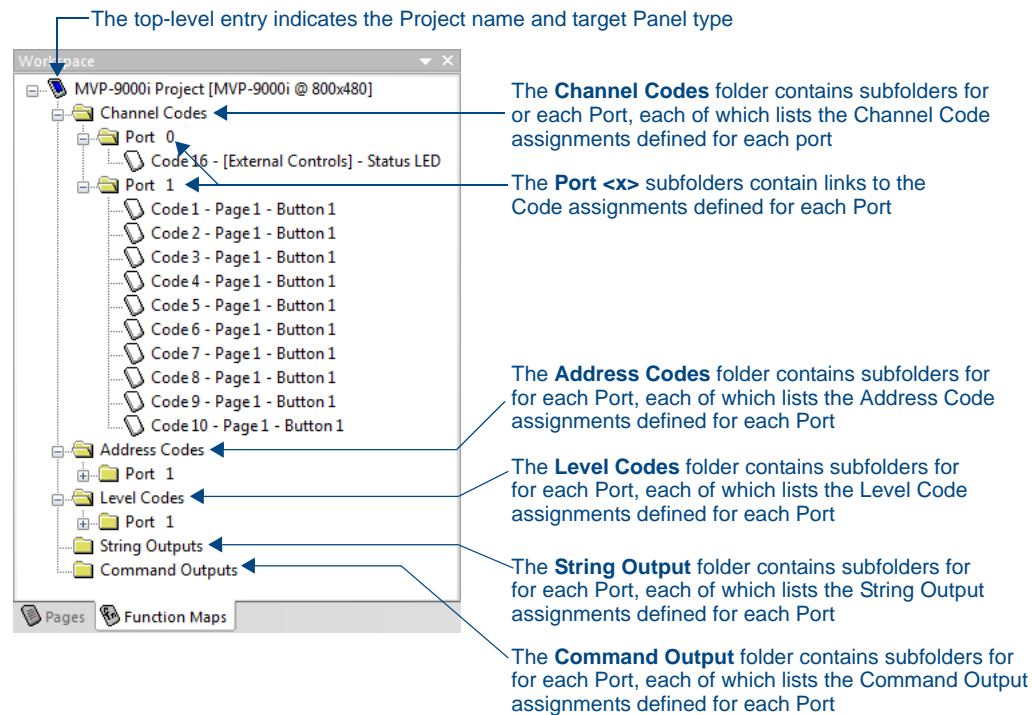 The top-level entry indicates the Project name and target Panel type
Workspace
MVP-9000i Project [MVP-9000i @ 800x480]
Channel Codes
Port 0
Code 16 - [External Controls] - Status LED
Port 1
Code 1 - Page 1 - Button 1
Code 2 - Page 1 - Button 1
Code 3 - Page 1 - Button 1
Code 4 - Page 1 - Button 1
Code 5 - Page 1 - Button 1
Code 6 - Page 1 - Button 1
Code 7 - Page 1 - Button 1
Code 8 - Page 1 - Button 1
Code 9 - Page 1 - Button 1
Code 10 - Page 1 - Button 1
Address Codes
Port 1
Level Codes
Port 1
String Outputs
Command Outputs
Pages
Function Maps
The Channel Codes folder contains subfolders for
or each Port, each of which lists the Channel Code
assignments defined for each port
The Port <x> subfolders contain links to the
Code assignments defined for each Port
The Address Codes folder contains subfolders for
for each Port, each of which lists the Address Code
assignments defined for each Port
The Level Codes folder contains subfolders for
for each Port, each of which lists the Level Code
assignments defined for each Port
The String Output folder contains subfolders for
for each Port, each of which lists the String Output
assignments defined for each Port
The Command Output folder contains subfolders for
for each Port, each of which lists the Command Output
assignments defined for each Port